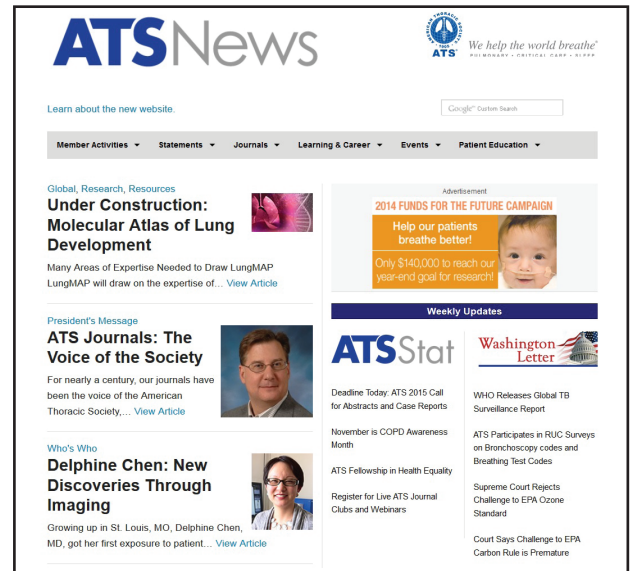 ATSNews
AMERICAN THORACIC SOCIETY
1905
ATS®
We help the world breathe®
PULMONARY • CRITICAL CARE • SLEEP
Learn about the new website.
Google™ Custom Search
Member Activities Statements Journals Learning & Career Events Patient Education
Global, Research, Resources
Under Construction:
Molecular Atlas of Lung
Development
Many Areas of Expertise Needed to Draw LungMAP
LungMAP will draw on the expertise of… View Article
President's Message
ATS Journals: The
Voice of the Society
For nearly a century, our journals have
been the voice of the American
Thoracic Society,… View Article
Who's Who
Delphine Chen: New
Discoveries Through
Imaging
Growing up in St. Louis, MO, Delphine Chen,
MD, got her first exposure to patient… View Article
Advertisement
2014 FUNDS FOR THE FUTURE CAMPAIGN
Help our patients
breathe better!
Only $140,000 to reach our
year-end goal for research!
Weekly Updates
ATSStat
Deadline Today: ATS 2015 Call
for Abstracts and Case Reports
November is COPD Awareness
Month
ATS Fellowship in Health Equality
Register for Live ATS Journal
Clubs and Webinars
Washington
Letter
WHO Releases Global TB
Surveillance Report
ATS Participates in RUC Surveys
on Bronchoscopy codes and
Breathing Test Codes
Supreme Court Rejects
Challenge to EPA Ozone
Standard
Court Says Challenge to EPA
Carbon Rule is Premature